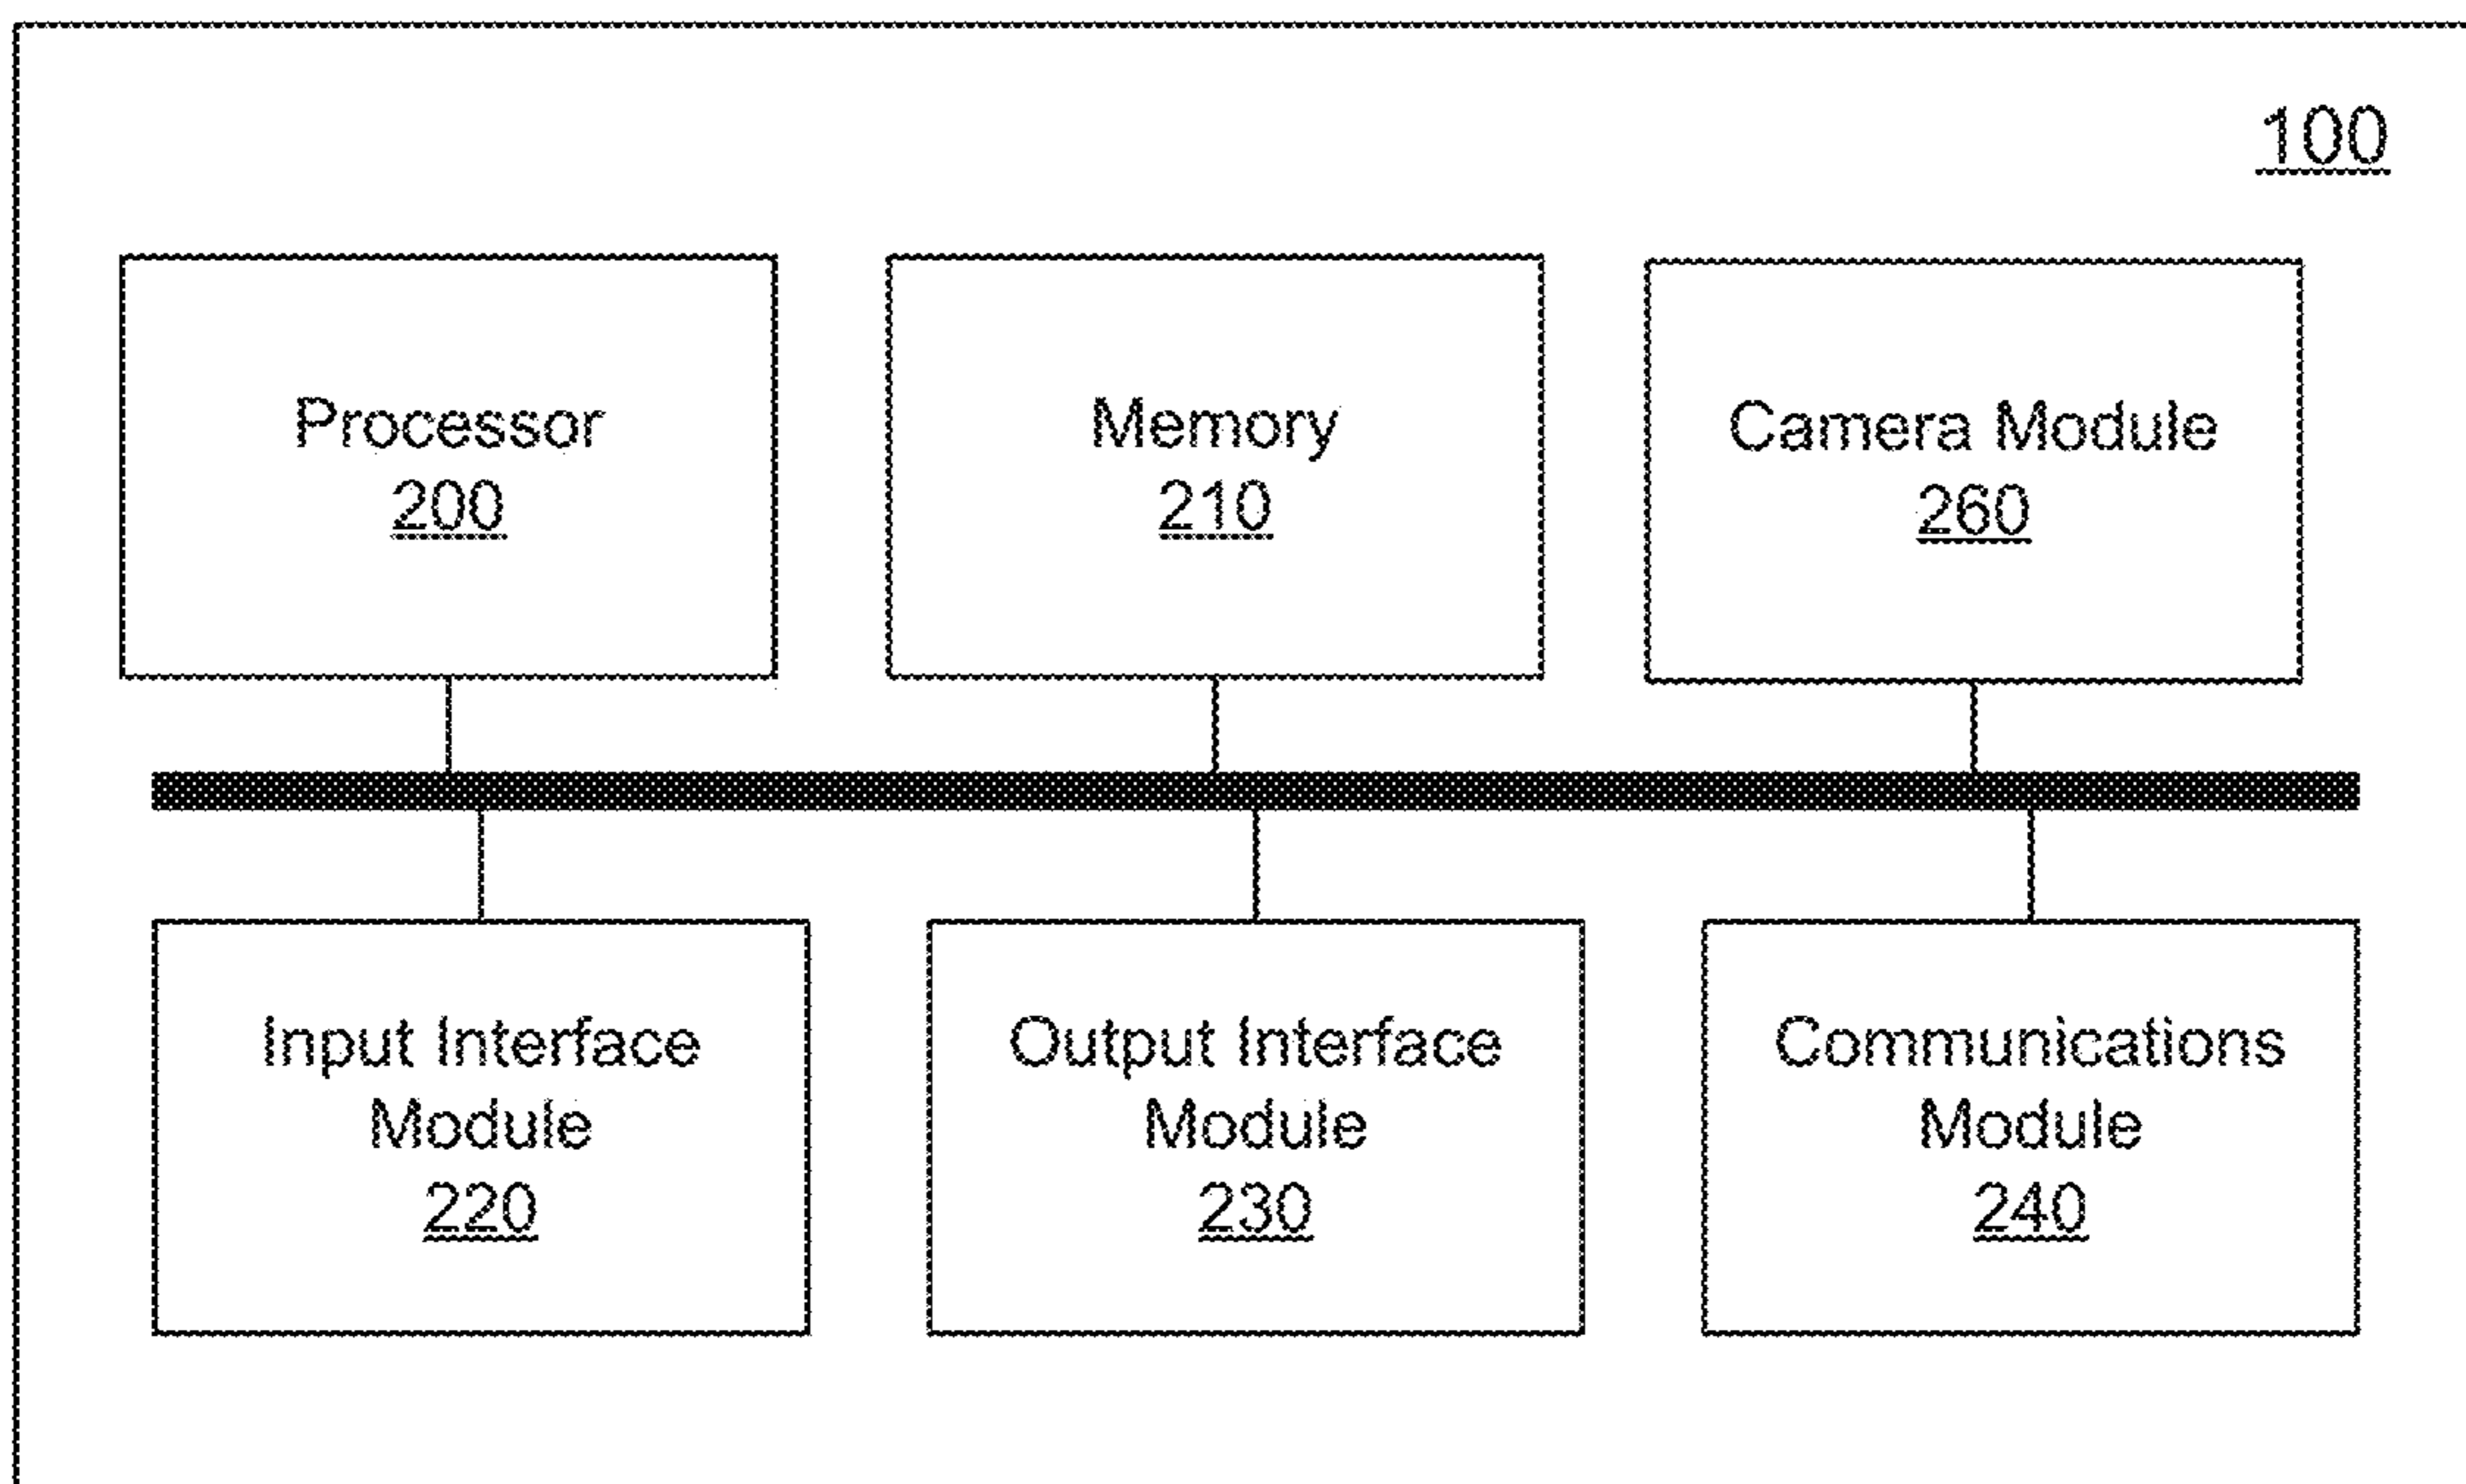 100
Processor
200
Memory
210
Camera Module
260
Input Interface
Module
220
Output Interface
Module
230
Communications
Module
240